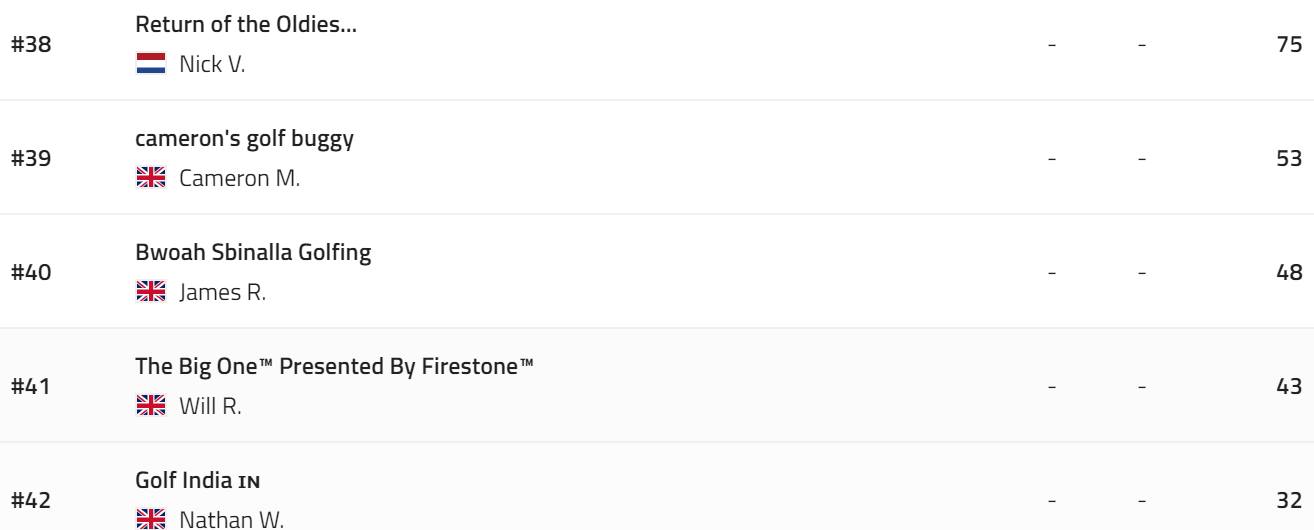 #38
Return of the Oldies...
Nick V.
- - 75
#39
cameron's golf buggy
Cameron M.
- - 53
#40
Bwoah Sbinalla Golfing
James R.
- - 48
#41
The Big One™ Presented By Firestone™
Will R.
- - 43
#42
Golf India ɪɴ
Nathan W.
- - 32